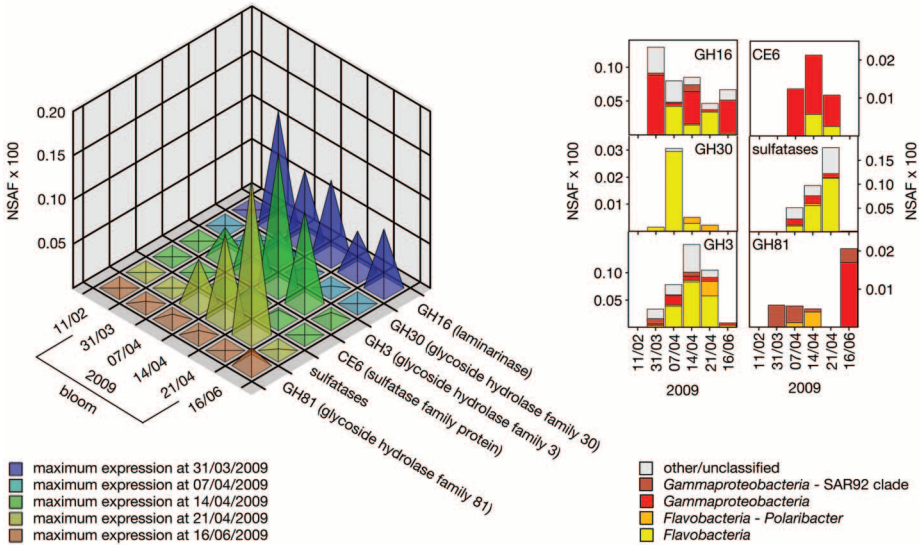 0.20
0.15
0.10
0.05
NSAF x 100
11/02
31/03
07/04
14/04
21/04
16/06
2009
bloom
GH16 (laminarinase)
GH30 (glycoside hydrolase family 30)
GH3 (glycoside hydrolase family 3)
CE6 (sulfatase family protein)
sulfatases
GH81 (glycoside hydrolase family 81)
maximum expression at 31/03/2009
maximum expression at 07/04/2009
maximum expression at 14/04/2009
maximum expression at 21/04/2009
maximum expression at 16/06/2009
GH16
0.10
0.05
CE6
0.02
0.01
GH30
0.03
0.02
0.01
sulfatases
0.15
0.10
0.05
GH3
0.10
0.05
GH81
0.02
0.01
NSAF x 100
NSAF x 100
11/02
31/03
07/04
14/04
21/04
16/06
2009
11/02
31/03
07/04
14/04
21/04
16/06
2009
other/unclassified
Gammaproteobacteria - SAR92 clade
Gammaproteobacteria
Flavobacteria - Polaribacter
Flavobacteria